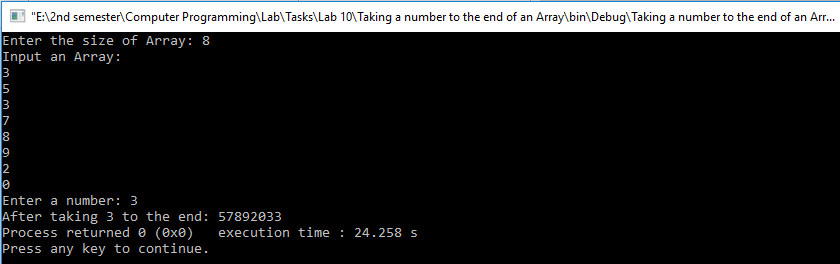 "E:\2nd semester\Computer Programming\Lab\Tasks\Lab 10\Taking a number to the end of an Array\bin\Debug\Taking a number to the end of an Arr...
Enter the size of Array: 8
Input an Array:
3
5
3
7
8
9
2
0
Enter a number: 3
After taking 3 to the end: 57892033
Process returned 0 (0x0)   execution time : 24.258 s
Press any key to continue.